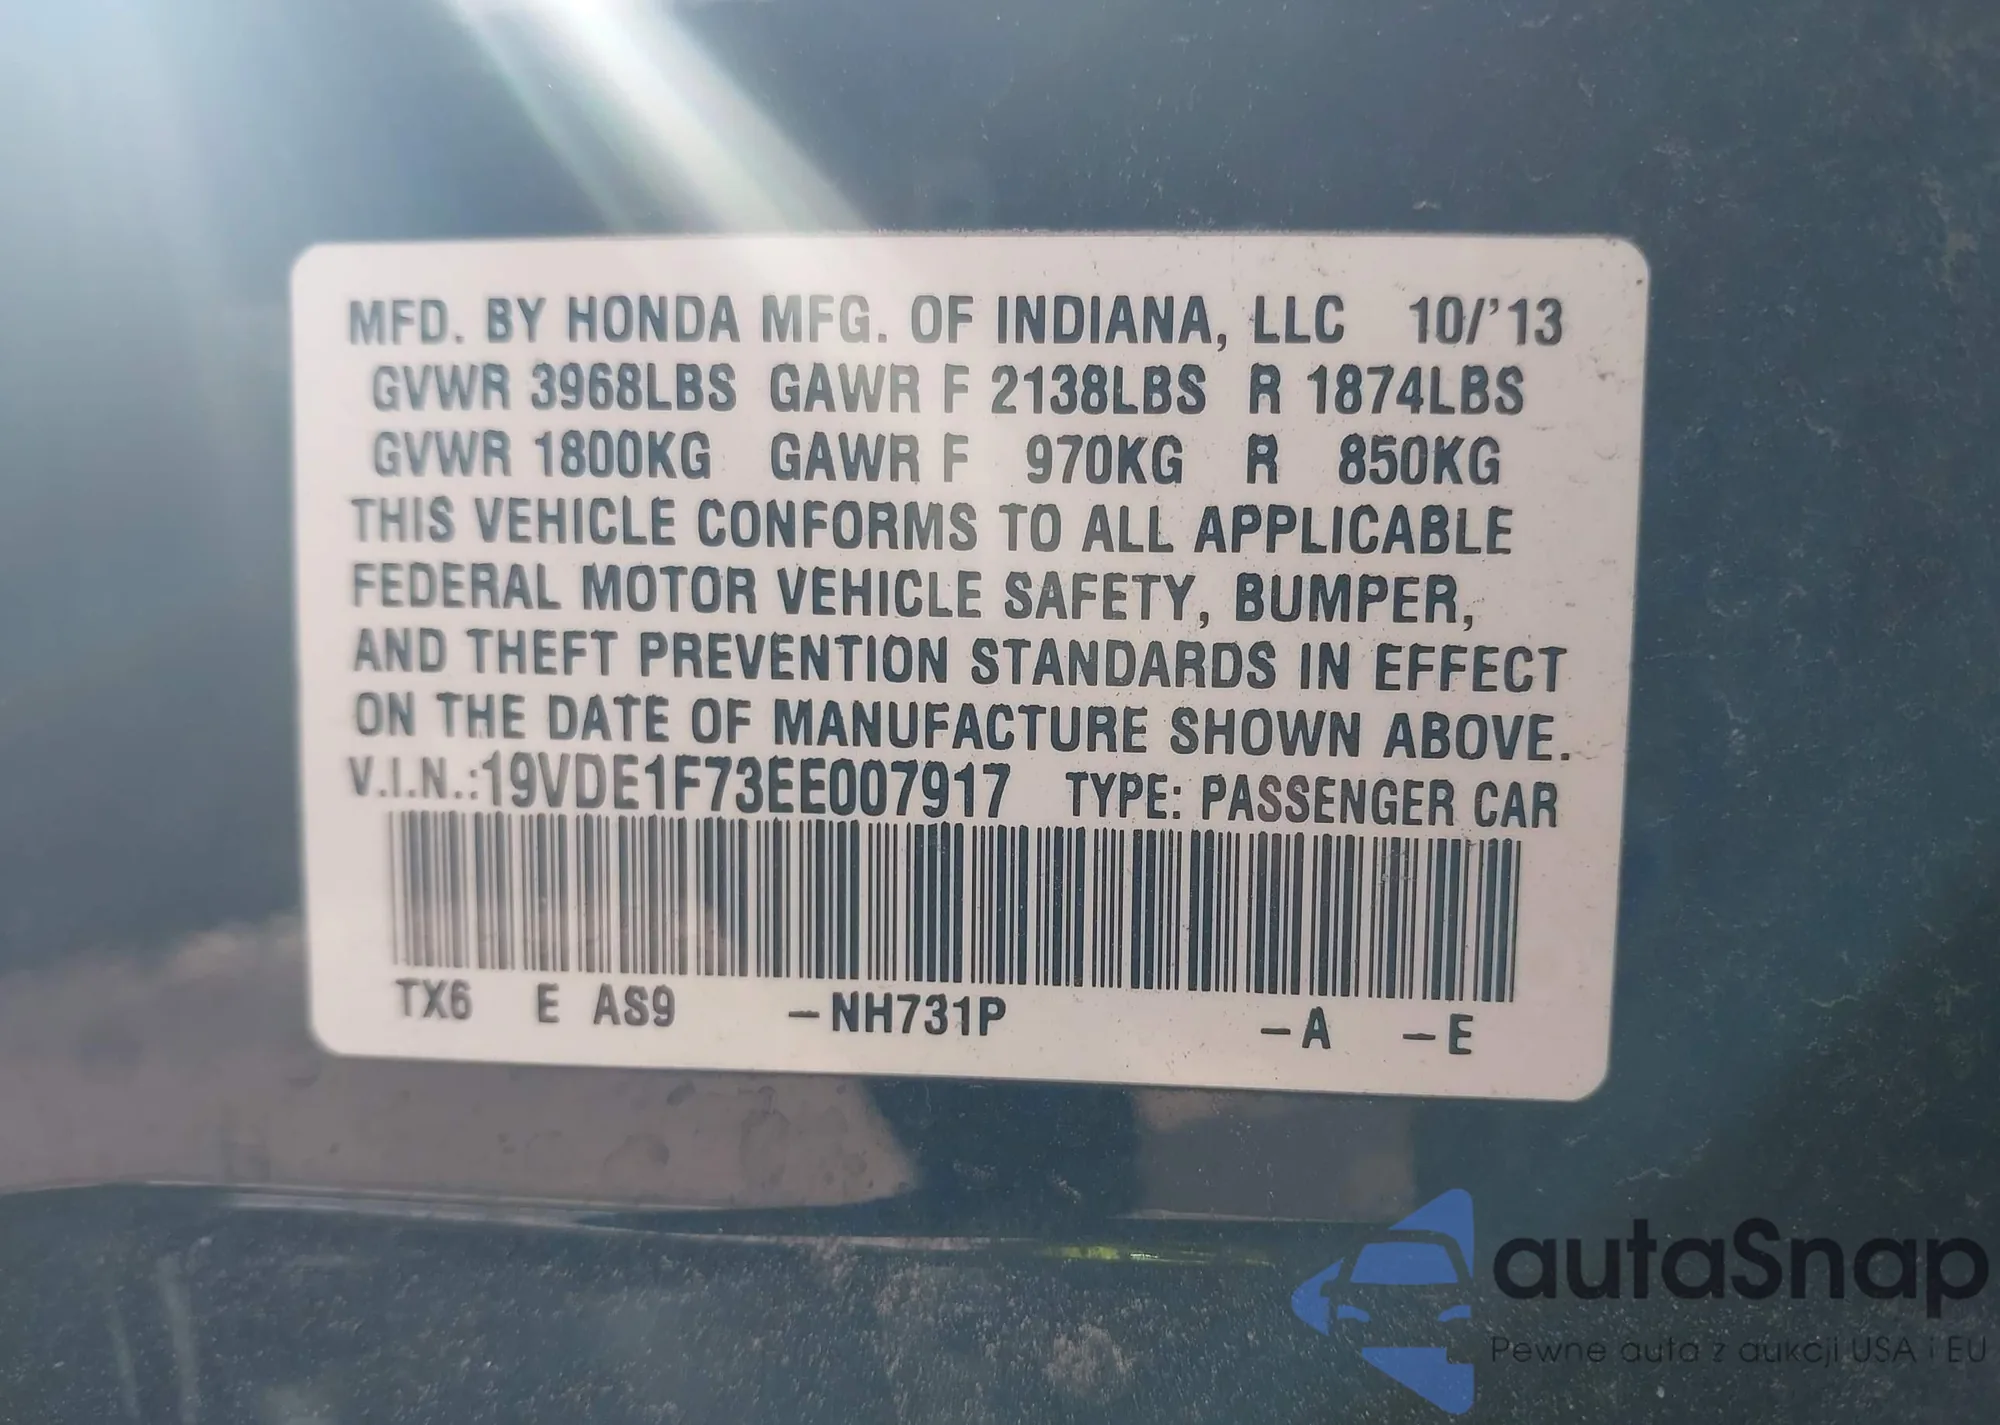 MFD. BY HONDA MFG. OF INDIANA, LLC 10/'13
GVWR 3968LBS GAWR F 2138LBS R 1874LBS
GVWR 1800KG GAWR F 970KG R 850KG
THIS VEHICLE CONFORMS TO ALL APPLICABLE
FEDERAL MOTOR VEHICLE SAFETY, BUMPER,
AND THEFT PREVENTION STANDARDS IN EFFECT
ON THE DATE OF MANUFACTURE SHOWN ABOVE.
V.I.N.:19VDE1F73EE007917 TYPE: PASSENGER CAR
TX6 E AS9 –NH731P –A –E
autaSnap
Pewne auta z aukcji USA i EU